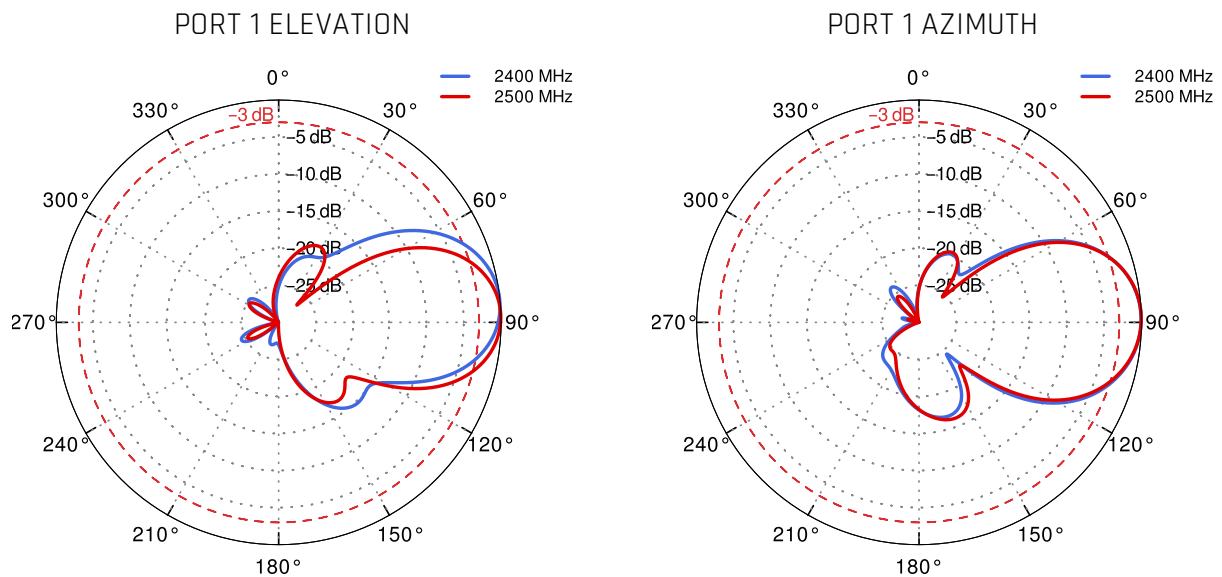 PORT 1 ELEVATION
2400 MHz
2500 MHz
0°
330°
30°
−3 dB
−5 dB
−10 dB
300°
60°
−15 dB
−20 dB
−25 dB
270°
90°
240°
120°
210°
150°
180°
PORT 1 AZIMUTH
2400 MHz
2500 MHz
0°
330°
30°
−3 dB
−5 dB
−10 dB
300°
60°
−15 dB
−20 dB
−25 dB
270°
90°
240°
120°
210°
150°
180°